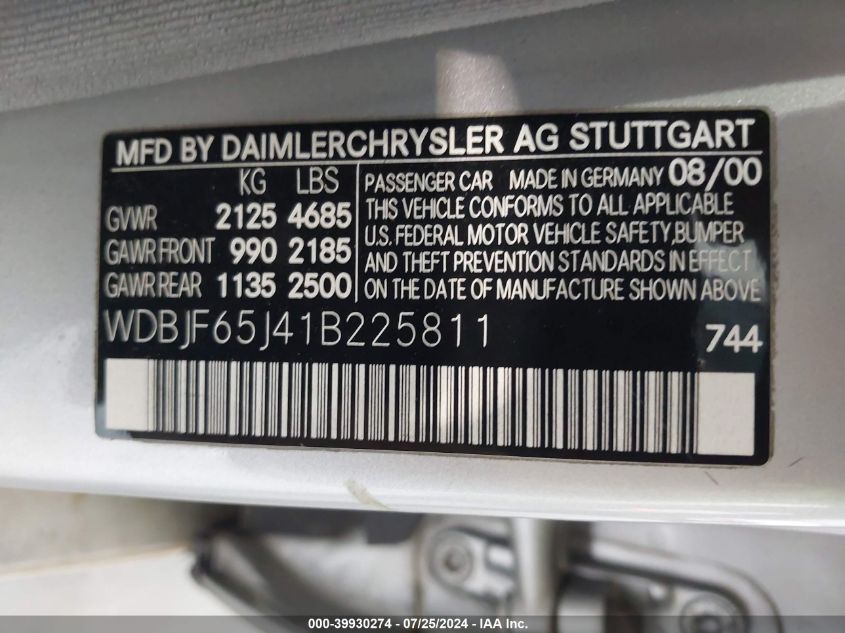 MFD BY DAIMLERCHRYSLER AG STUTTGART
KG LBS
GVWR 2125 4685
GAWR FRONT 990 2185
GAWR REAR 1135 2500
PASSENGER CAR MADE IN GERMANY 08/00
THIS VEHICLE CONFORMS TO ALL APPLICABLE
U.S. FEDERAL MOTOR VEHICLE SAFETY,BUMPER
AND THEFT PREVENTION STANDARDS IN EFFECT
ON THE DATE OF MANUFACTURE SHOWN ABOVE
WDBJF65J41B225811
744
000-39930274 - 07/25/2024 - IAA Inc.